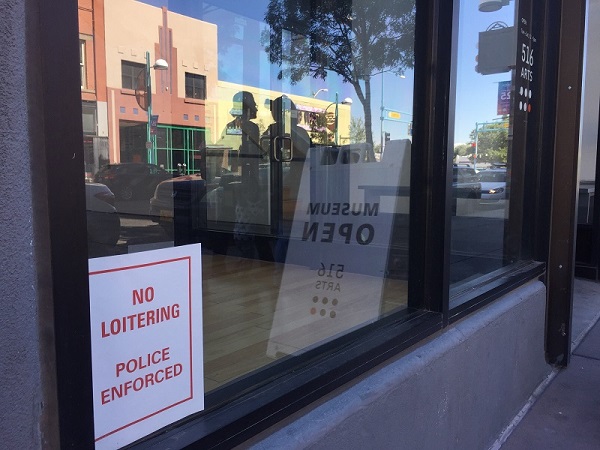 NO
LOITERING
POLICE
ENFORCED
MUSEUM
OPEN
516
ARTS
516
ARTS